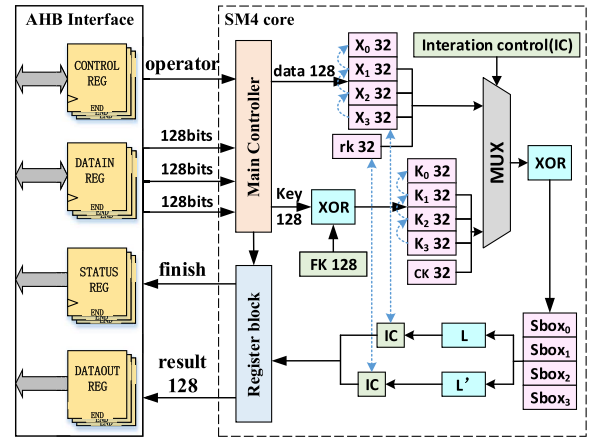 AHB Interface
SM4 core
CONTROL
REG
END
operator
DATAIN
REG
END
128bits
128bits
128bits
STATUS
REG
END
finish
DATAOUT
REG
END
result
128
Main Controller
Register block
data 128
X₀ 32
X₁ 32
X₂ 32
X₃ 32
rk 32
Key
128
XOR
FK 128
K₀ 32
K₁ 32
K₂ 32
K₃ 32
CK 32
Interation control(IC)
MUX
XOR
Sbox₀
Sbox₁
Sbox₂
Sbox₃
IC
L
IC
L’